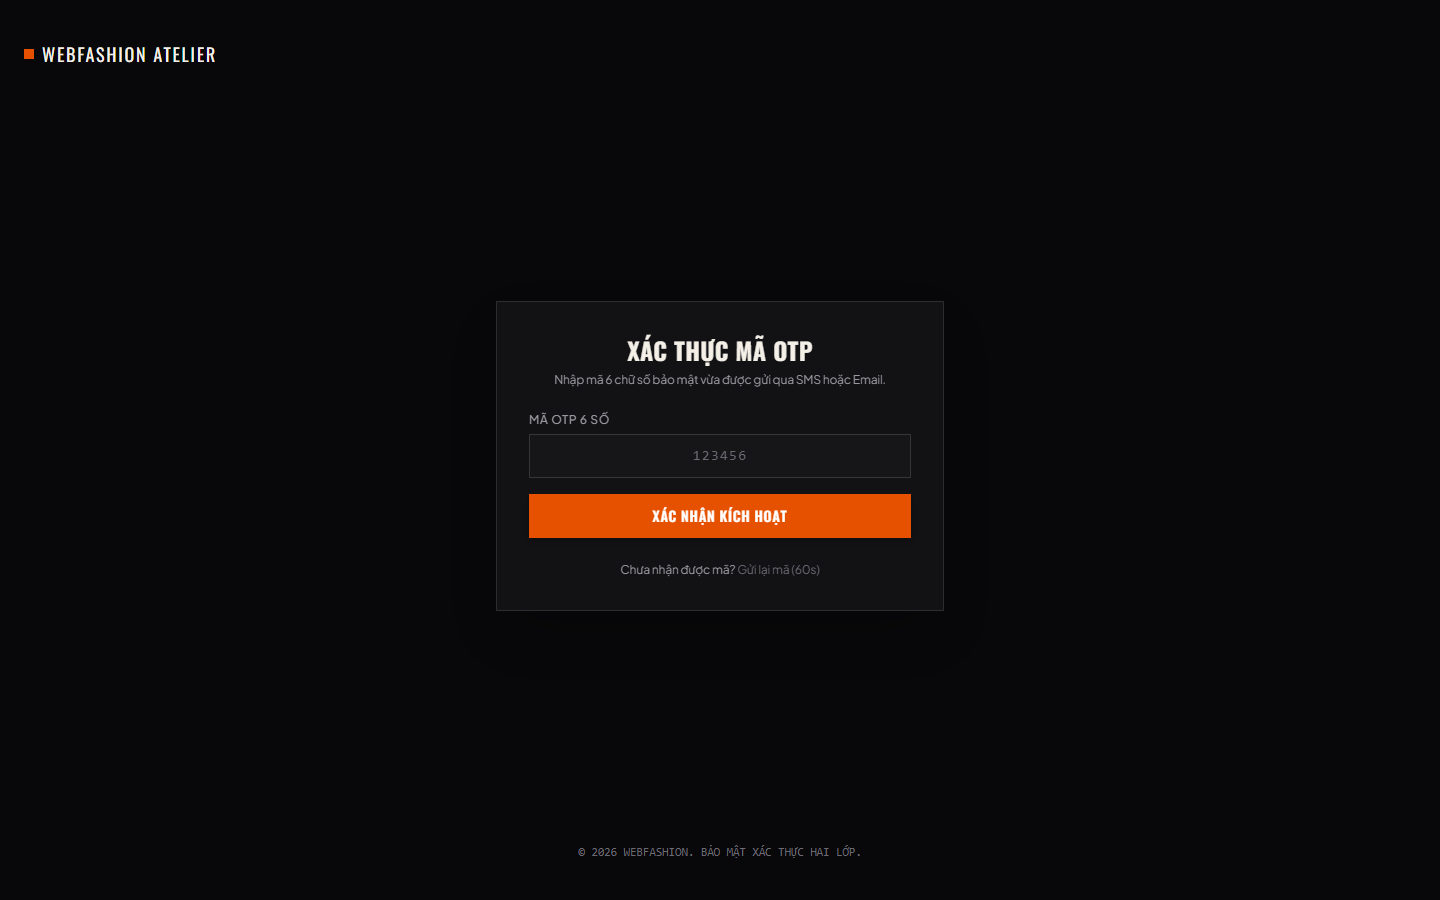 WEBFASHION ATELIER
XÁC THỰC MÃ OTP
Nhập mã 6 chữ số bảo mật vừa được gửi qua SMS hoặc Email.
MÃ OTP 6 SỐ
123456
XÁC NHẬN KÍCH HOẠT
Chưa nhận được mã? Gửi lại mã (60s)
© 2026 WEBFASHION. BẢO MẬT XÁC THỰC HAI LỚP.